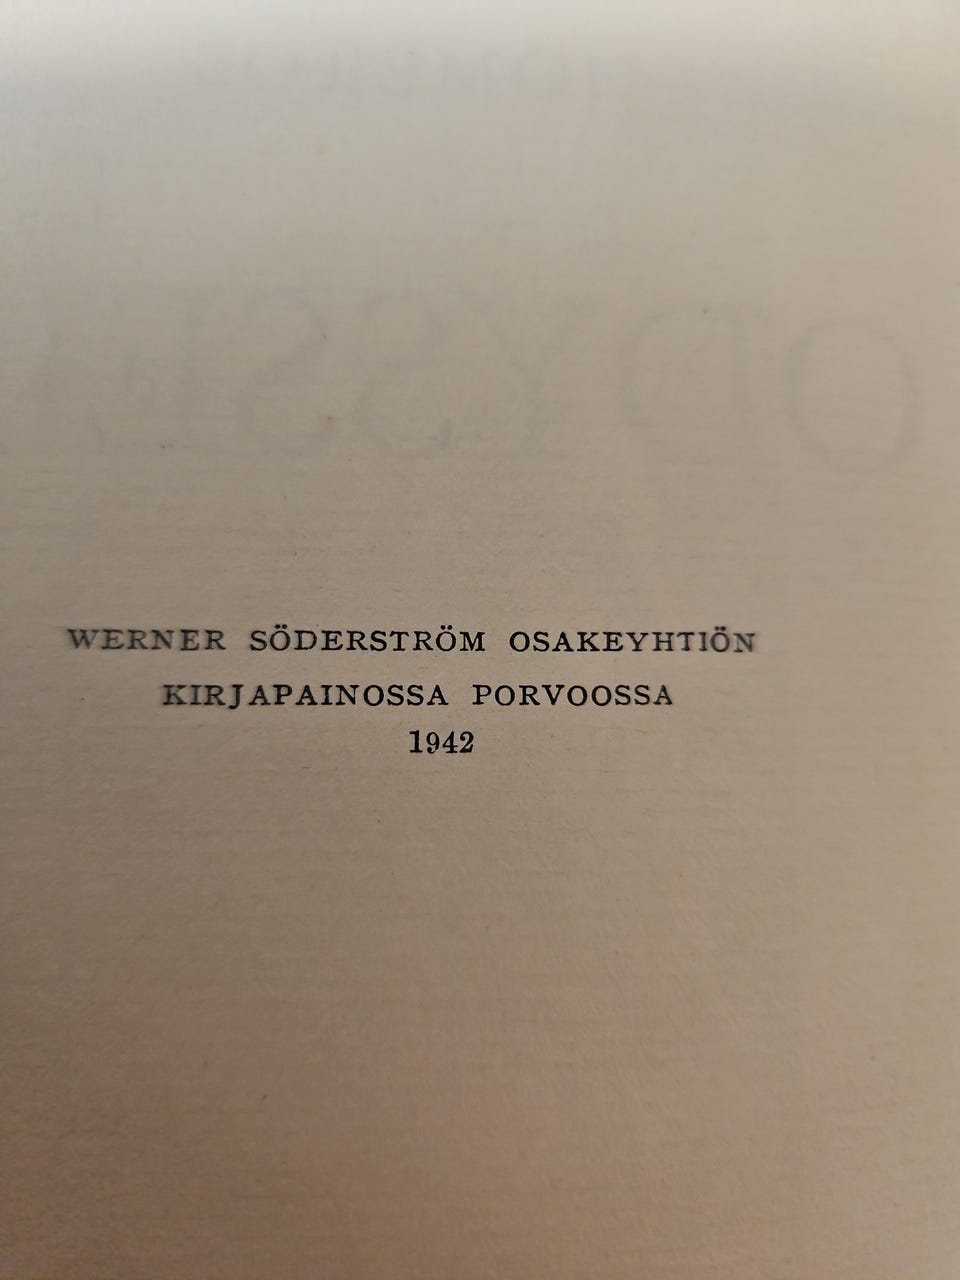 WERNER SÖDERSTRÖM OSAKEYHTIÖN
KIRJAPAINOSSA PORVOOSSA
1942